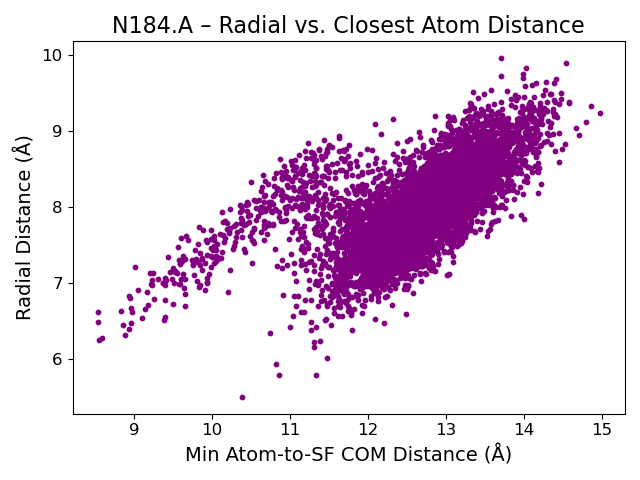 N184.A – Radial vs. Closest Atom Distance
10
9
8
7
6
Radial Distance (Å)
9 10 11 12 13 14 15
Min Atom-to-SF COM Distance (Å)